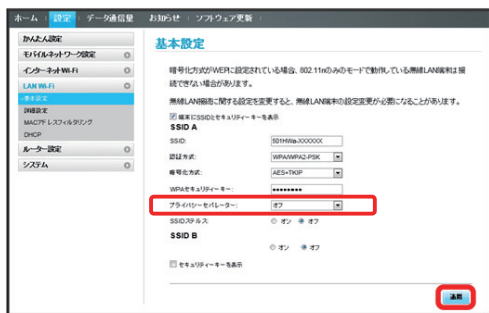 ホーム 設定 データ通信量 お知らせ ソフトウェア更新
かんたん設定
モバイルネットワーク設定
インターネットWi-Fi
LAN Wi-Fi
基本設定
詳細設定
MACアドレスフィルタリング
DHCP
ルーター設定
システム
基本設定
暗号化方式がWEPに設定されている場合、802.11nのみのモードで動作している無線LAN端末は接
続できない場合があります。
無線LAN接続に関する設定を変更すると、無線LAN端末の設定変更が必要になることがあります。
端末にSSIDとセキュリティーキーを表示
SSID A
SSID: 501HWa-XXXXXX
認証方式: WPA/WPA2-PSK
暗号化方式: AES+TKIP
WPAセキュリティーキー: ••••••••
プライバシーセパレーター: オフ
SSIDステルス: オン オフ
SSID B
オン オフ
セキュリティーキーを表示
適用